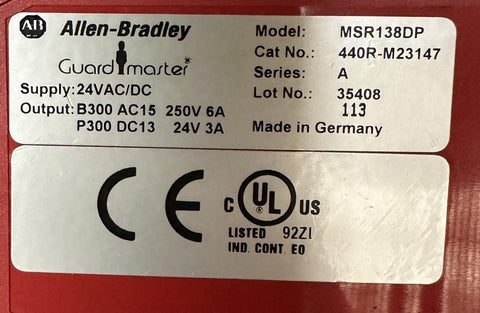 AB Allen-Bradley
Guardmaster®
Supply:24VAC/DC
Output:B300 AC15 250V 6A
P300 DC13 24V 3A
Model: MSR138DP
Cat No.: 440R-M23147
Series: A
Lot No.: 35408
113
Made in Germany
CE
C UL® US
LISTED 92ZI
IND. CONT. EQ